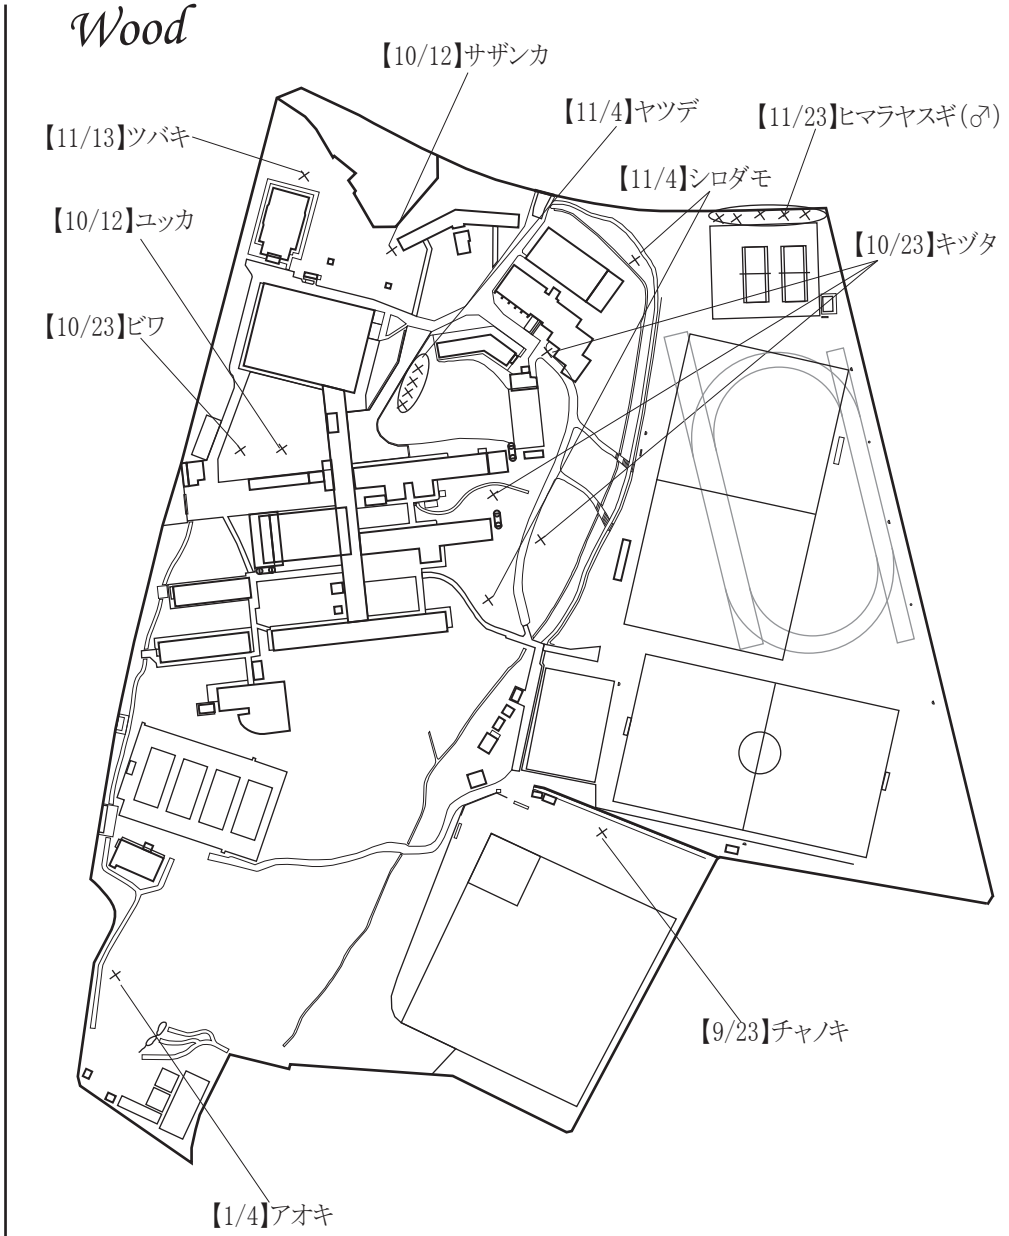 Wood
【10/12】サザンカ
【11/4】ヤツデ
【11/23】ヒマラヤスギ(♂)
【11/13】ツバキ
【11/4】シロダモ
【10/12】ユッカ
【10/23】キヅタ
【10/23】ビワ
【9/23】チャノキ
【1/4】アオキ